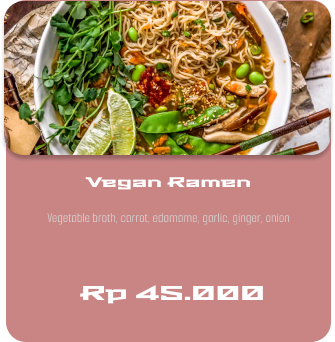 Vegan Ramen
Vegetable broth, carrot, edamame, garlic, ginger, onion
Rp 45.000